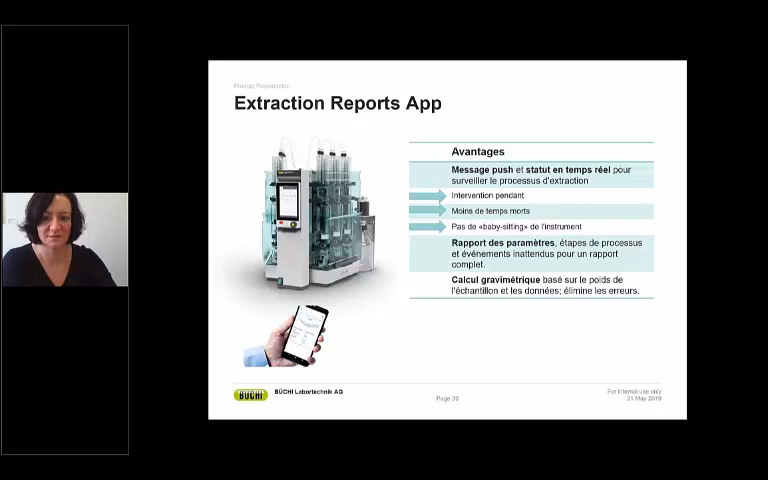 Product Presentation
Extraction Reports App
Avantages
Message push et statut en temps réel pour
surveiller le processus d'extraction
Intervention pendant
Moins de temps morts
Pas de «baby-sitting» de l'instrument
Rapport des paramètres, étapes de processus
et événements inattendus pour un rapport
complet.
Calcul gravimétrique basé sur le poids de
l'échantillon et les données; élimine les erreurs.
BÜCHI
BÜCHI Labortechnik AG
Page 30
For internal use only
21 May 2019